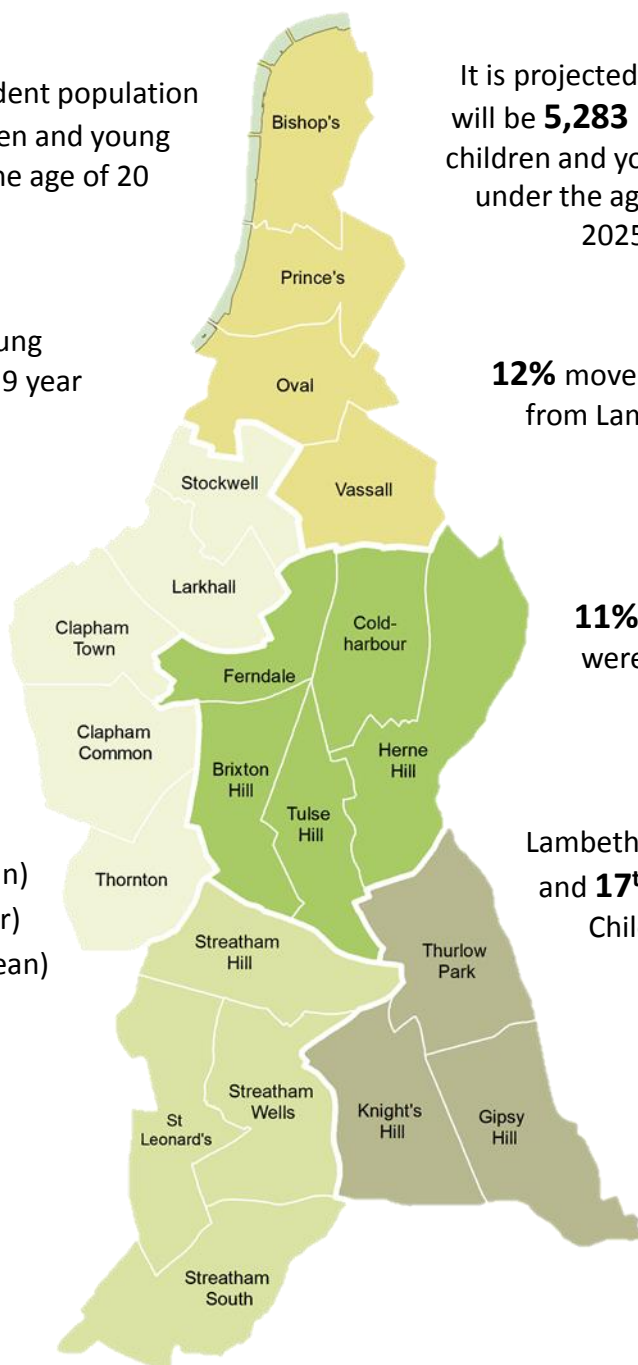 dent population
en and young
ne age of 20
ung
9 year
n)
r)
ean)
It is projected
will be 5,283
children and yo
under the ag
2025
12% move
from Lam
11%
were
Lambeth
and 17t
Chil
Bishop's
Prince's
Oval
Vassall
Stockwell
Larkhall
Clapham
Town
Clapham
Common
Thornton
Ferndale
Cold-
harbour
Brixton
Hill
Tulse
Hill
Herne
Hill
Streatham
Hill
St
Leonard's
Streatham
Wells
Streatham
South
Thurlow
Park
Knight's
Hill
Gipsy
Hill